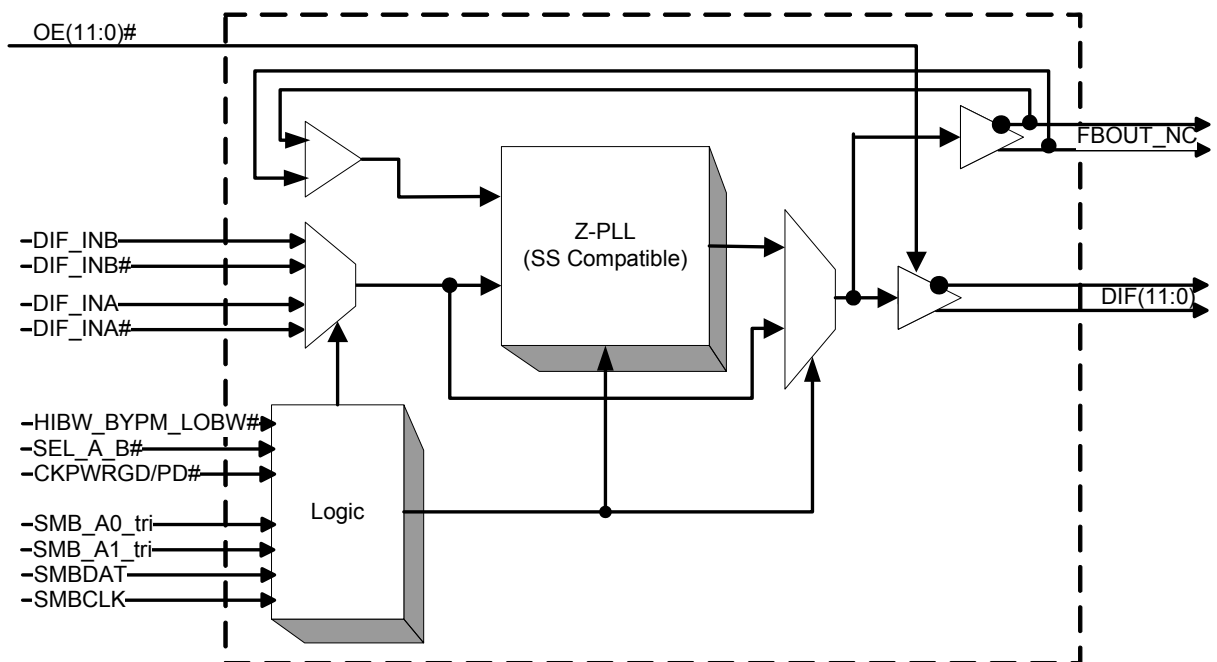 OE(11:0)#
FBOUT_NC
Z-PLL
(SS Compatible)
DIF_INB
DIF_INB#
DIF_INA
DIF_INA#
DIF(11:0)
HIBW_BYPM_LOBW#
SEL_A_B#
CKPWRGD/PD#
Logic
SMB_A0_tri
SMB_A1_tri
SMBDAT
SMBCLK